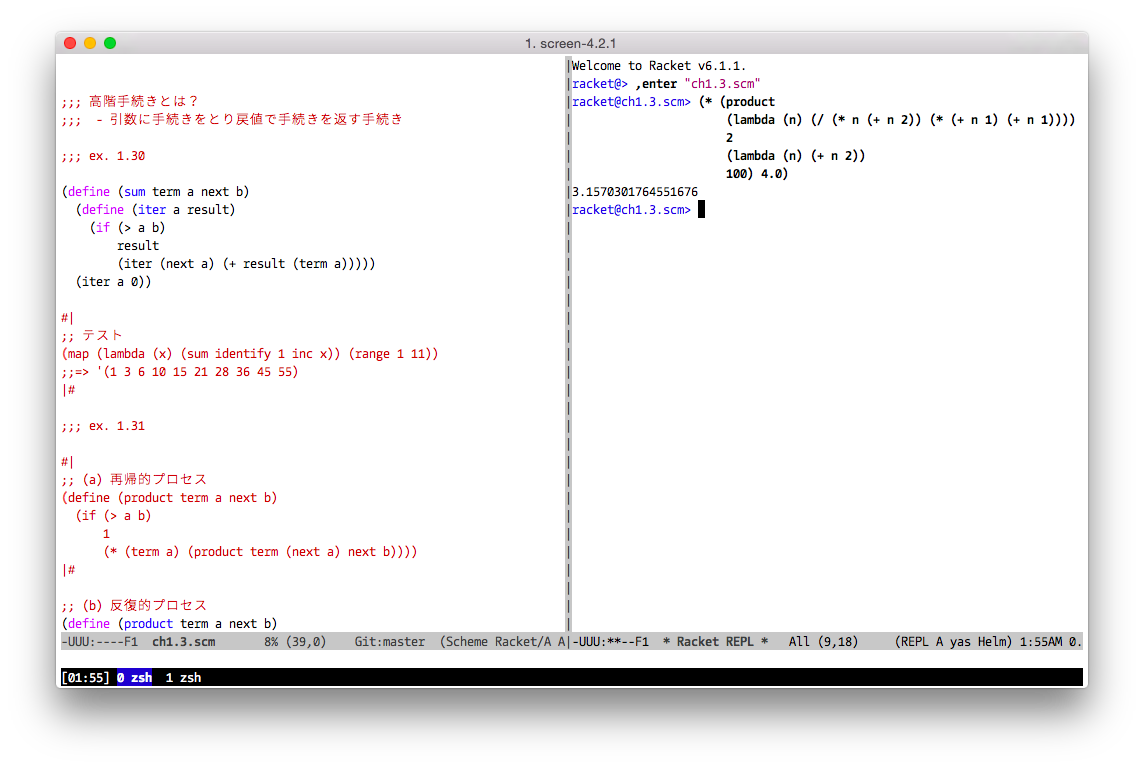 1. screen-4.2.1
;;; 高階手続きとは？
;;;  - 引数に手続きをとり戻値で手続きを返す手続き
;;; ex. 1.30
(define (sum term a next b)
  (define (iter a result)
    (if (> a b)
        result
        (iter (next a) (+ result (term a)))))
  (iter a 0))
#|
;; テスト
(map (lambda (x) (sum identify 1 inc x)) (range 1 11))
;;=> '(1 3 6 10 15 21 28 36 45 55)
|#
;;; ex. 1.31
#|
;; (a) 再帰的プロセス
(define (product term a next b)
  (if (> a b)
      1
      (* (term a) (product term (next a) next b))))
|#
;; (b) 反復的プロセス
(define (product term a next b)
-UUU:----F1  ch1.3.scm       8% (39,0)    Git:master  (Scheme Racket/A A
Welcome to Racket v6.1.1.
racket@> ,enter "ch1.3.scm"
racket@ch1.3.scm> (* (product
                      (lambda (n) (/ (* n (+ n 2)) (* (+ n 1) (+ n 1))))
                      2
                      (lambda (n) (+ n 2))
                      100) 4.0)
3.1570301764551676
racket@ch1.3.scm>
-UUU:**--F1  * Racket REPL *   All (9,18)     (REPL A yas Helm) 1:55AM 0.
[01:55] 0 zsh  1 zsh